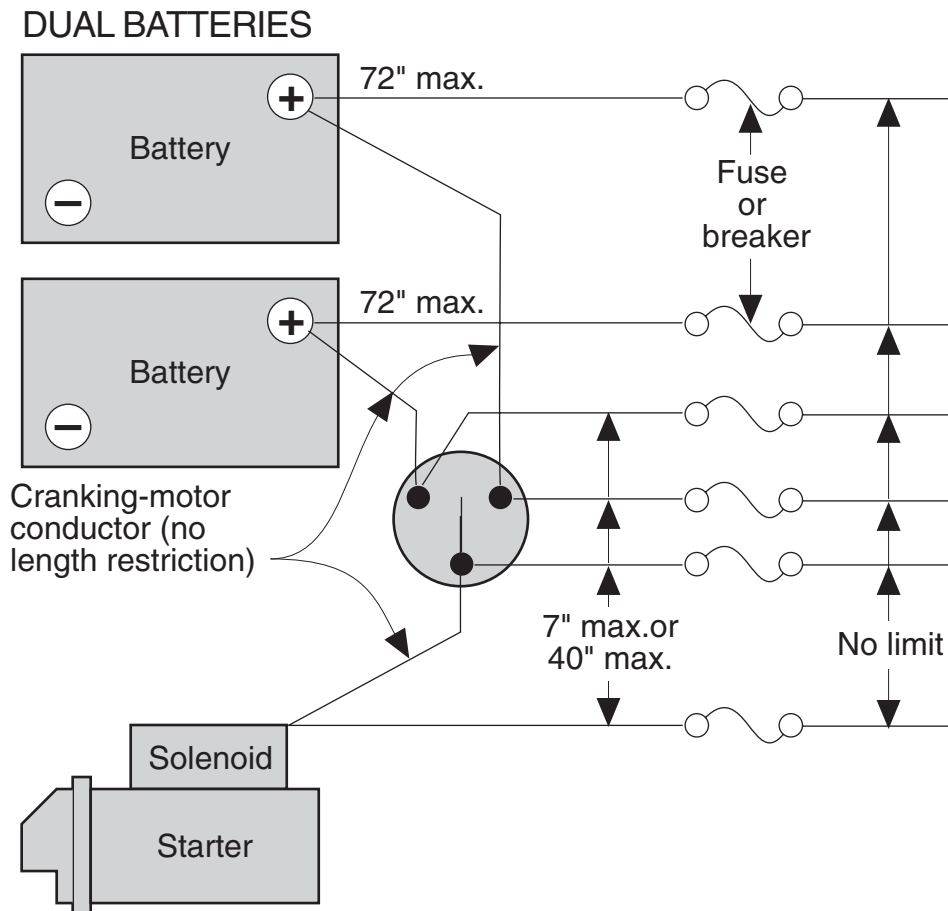 DUAL BATTERIES
72" max.
+
Battery
−
Fuse
or
breaker
72" max.
+
Battery
−
Cranking-motor
conductor (no
length restriction)
7" max.or
40" max.
No limit
Solenoid
Starter